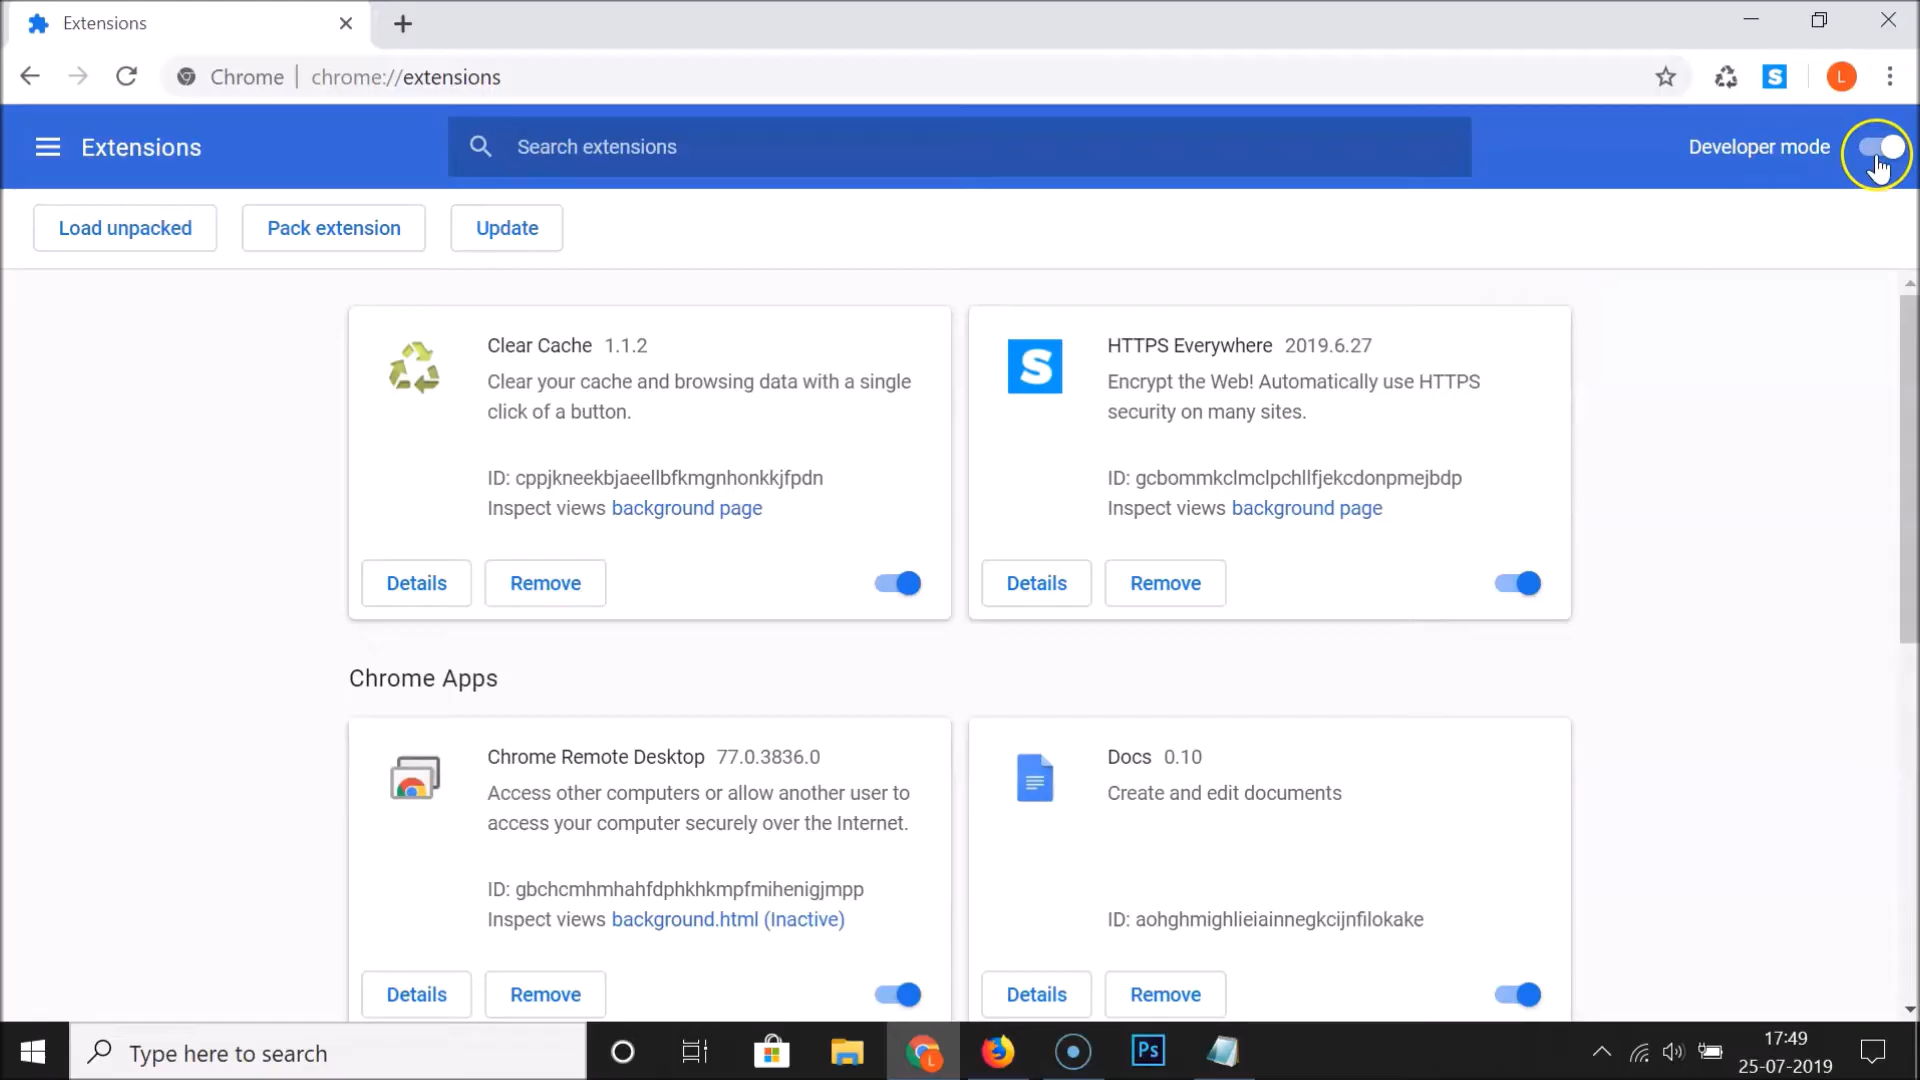 Extensions
Chrome | chrome://extensions
S
L
Extensions
Search extensions
Developer mode
Load unpacked
Pack extension
Update
Clear Cache 1.1.2
Clear your cache and browsing data with a single
click of a button.
ID: cppjkneekbjaeellbfkmgnhonkkjfpdn
Inspect views background page
Details
Remove
S
HTTPS Everywhere 2019.6.27
Encrypt the Web! Automatically use HTTPS
security on many sites.
ID: gcbommkclmclpchllfjekcdonpmejbdp
Inspect views background page
Details
Remove
Chrome Apps
Chrome Remote Desktop 77.0.3836.0
Access other computers or allow another user to
access your computer securely over the Internet.
ID: gbchcmhmhahfdphkhkmpfmihenigjmpp
Inspect views background.html (Inactive)
Details
Remove
Docs 0.10
Create and edit documents
ID: aohghmighlieiainnegkcijnfilokake
Details
Remove
Type here to search
L
Ps
17:49
25-07-2019